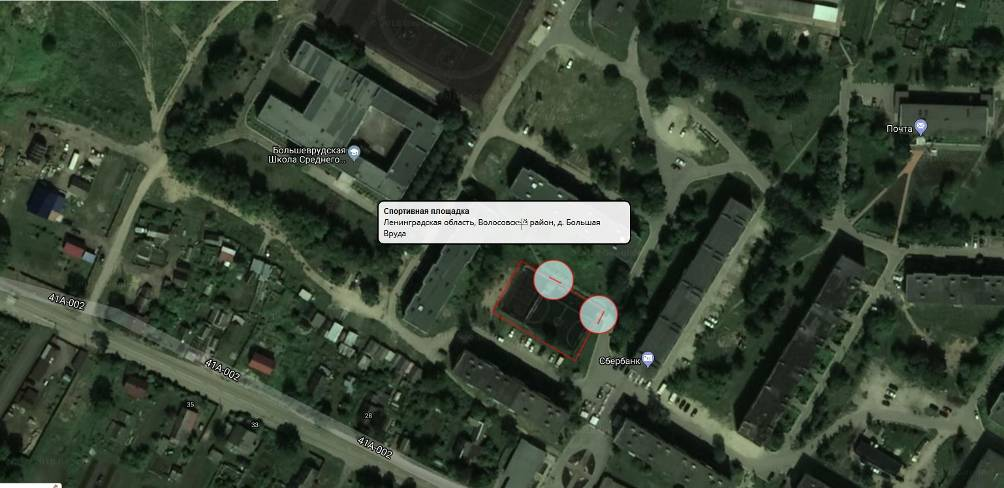 Почта
Большеврудская
Школа Среднего...
Спортивная площадка
Ленинградская область, Волосовский район, д. Большая
Вруда
41А-002
41А-002
Сбербанк
35
33
28
41А-002